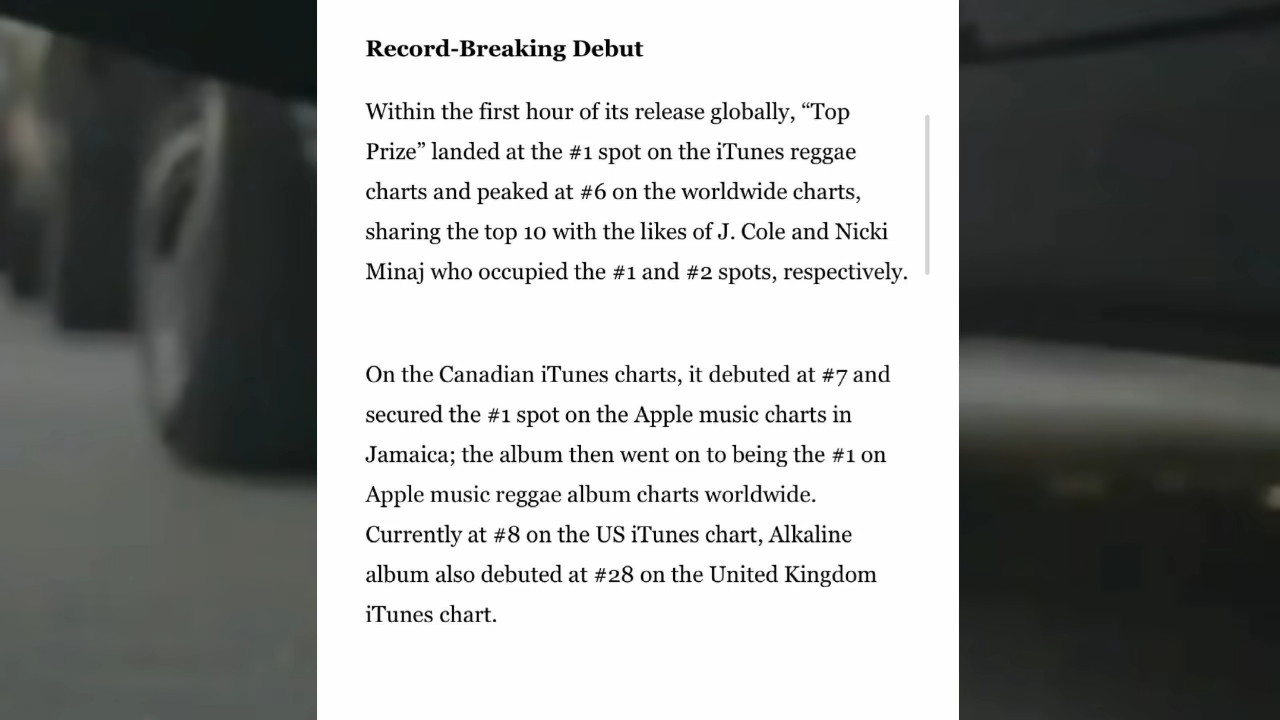 Record-Breaking Debut
Within the first hour of its release globally, “Top
Prize” landed at the #1 spot on the iTunes reggae
charts and peaked at #6 on the worldwide charts,
sharing the top 10 with the likes of J. Cole and Nicki
Minaj who occupied the #1 and #2 spots, respectively.
On the Canadian iTunes charts, it debuted at #7 and
secured the #1 spot on the Apple music charts in
Jamaica; the album then went on to being the #1 on
Apple music reggae album charts worldwide.
Currently at #8 on the US iTunes chart, Alkaline
album also debuted at #28 on the United Kingdom
iTunes chart.